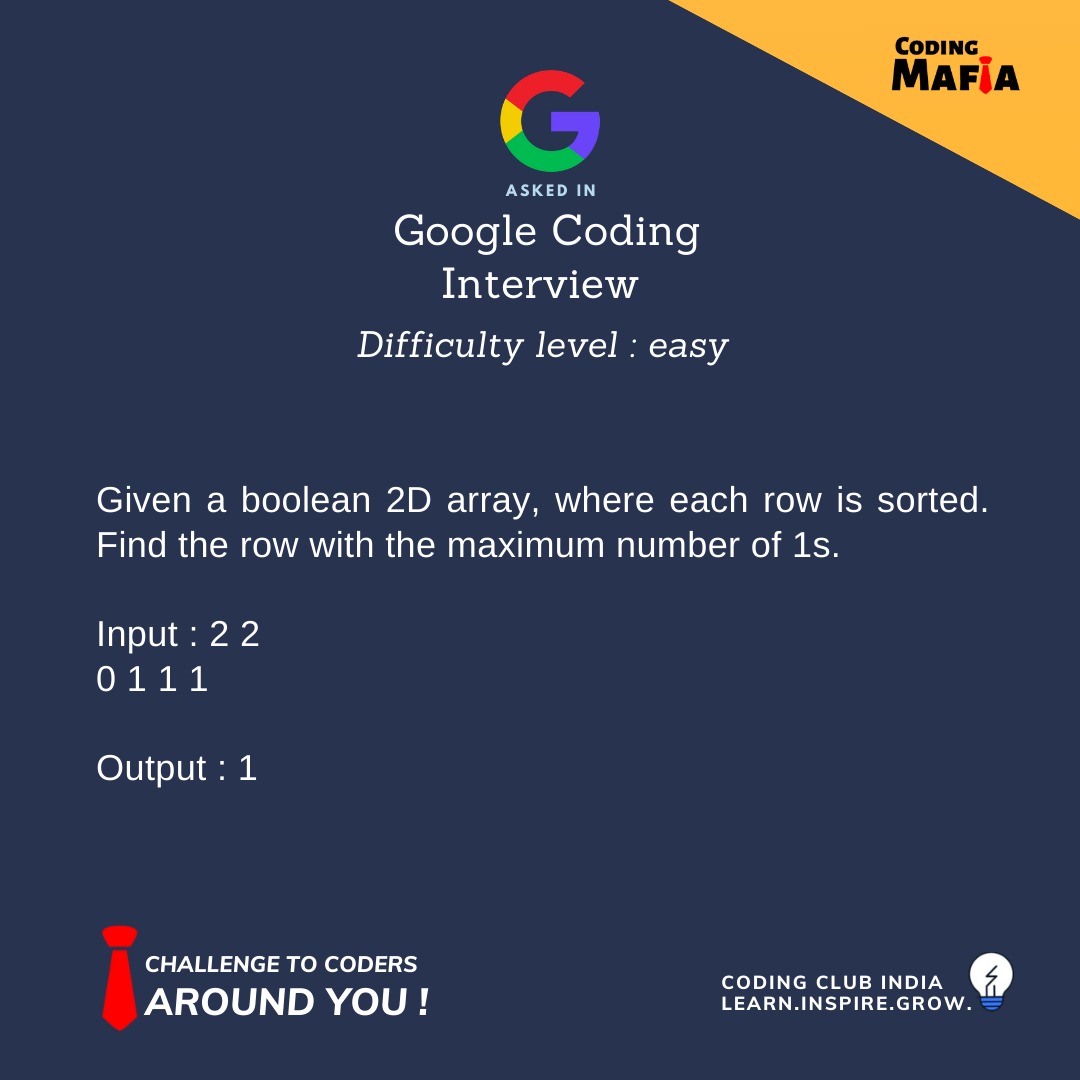 CODING
MAFIA
G
ASKED IN
Google Coding
Interview
Difficulty level : easy
Given a boolean 2D array, where each row is sorted.
Find the row with the maximum number of 1s.
Input : 2 2
0 1 1 1
Output : 1
CHALLENGE TO CODERS
AROUND YOU !
CODING CLUB INDIA
LEARN.INSPIRE.GROW.